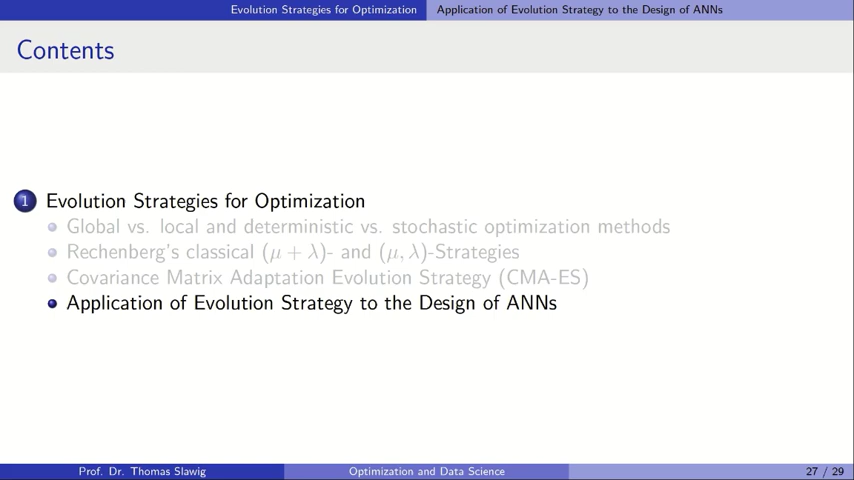 Evolution Strategies for Optimization Application of Evolution Strategy to the Design of ANNs
Contents
1 Evolution Strategies for Optimization
Global vs. local and deterministic vs. stochastic optimization methods
Rechenberg's classical (μ + λ)- and (μ, λ)-Strategies
Covariance Matrix Adaptation Evolution Strategy (CMA-ES)
Application of Evolution Strategy to the Design of ANNs
Prof. Dr. Thomas Slawig Optimization and Data Science 27 / 29